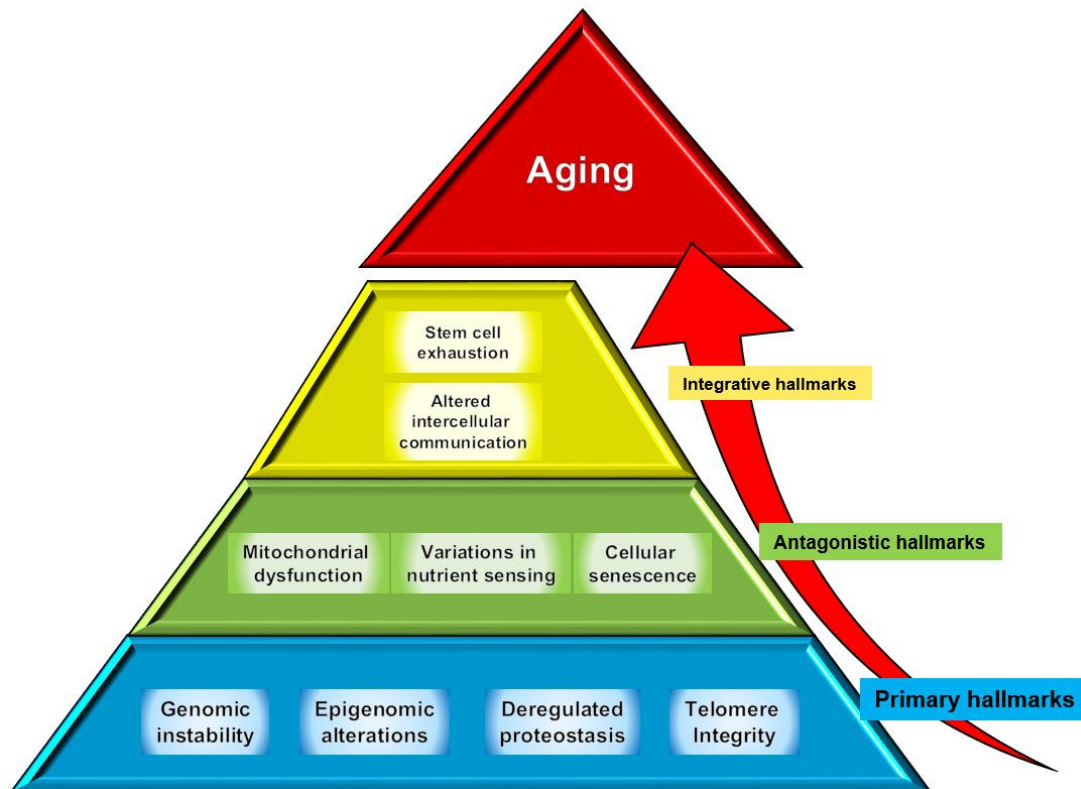 Aging
Stem cell
exhaustion
Altered
intercellular
communication
Integrative hallmarks
Mitochondrial
dysfunction
Variations in
nutrient sensing
Cellular
senescence
Antagonistic hallmarks
Genomic
instability
Epigenomic
alterations
Deregulated
proteostasis
Telomere
Integrity
Primary hallmarks